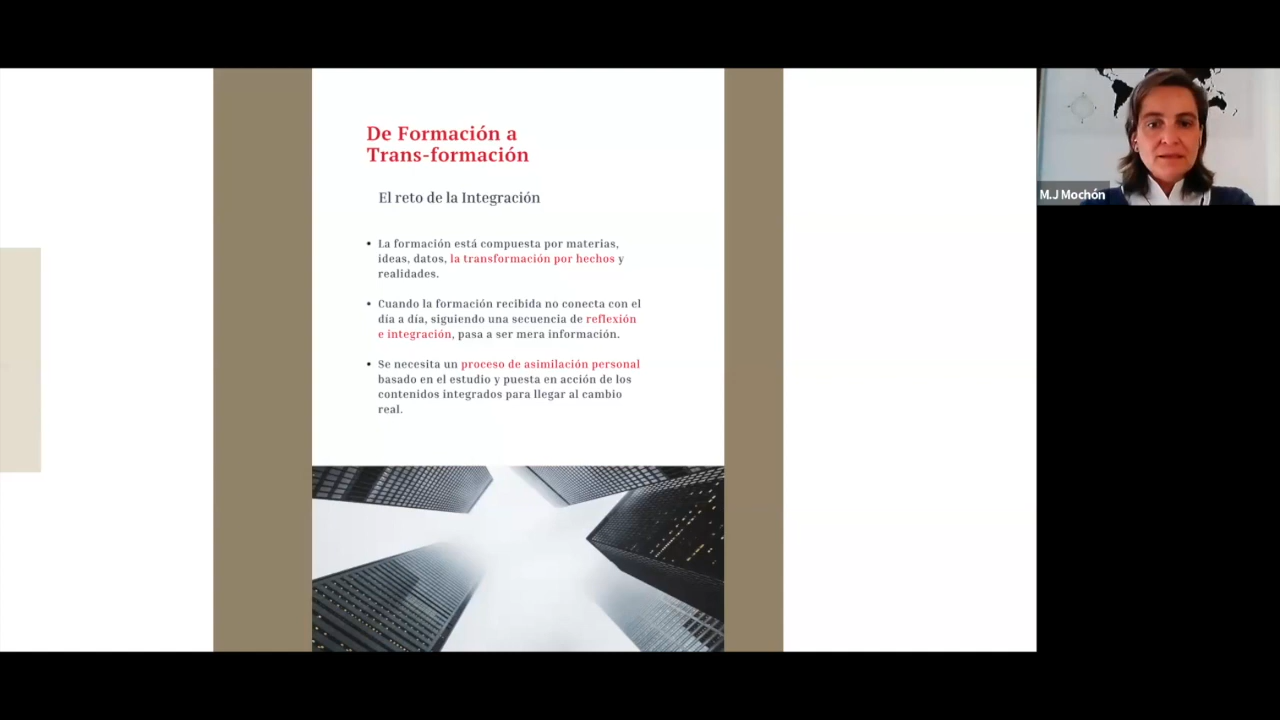 De Formación a
Trans-formación
El reto de la Integración
• La formación está compuesta por materias,
ideas, datos, la transformación por hechos y
realidades.
• Cuando la formación recibida no conecta con el
día a día, siguiendo una secuencia de reflexión
e integración, pasa a ser mera información.
• Se necesita un proceso de asimilación personal
basado en el estudio y puesta en acción de los
contenidos integrados para llegar al cambio
real.
M.J Mochón